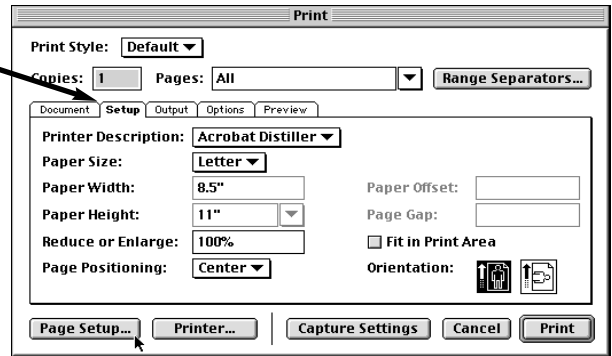 Print
Print Style: Default
Copies: 1 Pages: All Range Separators...
Document Setup Output Options Preview
Printer Description: Acrobat Distiller
Paper Size: Letter
Paper Width: 8.5" Paper Offset:
Paper Height: 11" Page Gap:
Reduce or Enlarge: 100% Fit in Print Area
Page Positioning: Center Orientation:
Page Setup... Printer... Capture Settings Cancel Print